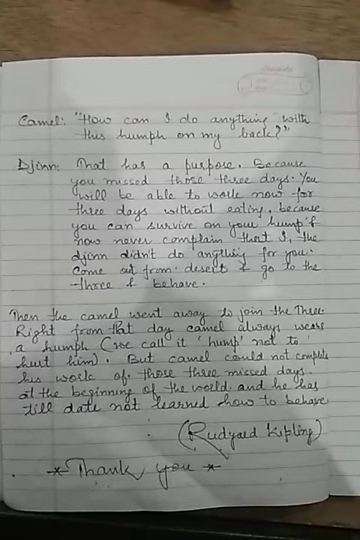 Camel: "How can I do anything with
this humph on my back?"
Djinn: That has a purpose. Because
you missed those three days. You
will be able to work now for
three days without eating, because
you can survive on your hump &
now never complain that I, the
djinn didn't do anything for you.
Come out from desert & go to the
three & behave.
Then the camel went away to join the Three.
Right from that day camel always wears
a humph (we call it 'hump' not to
hurt him). But camel could not complete
his work of those three missed days
at the beginning of the world and he has
till date not learned how to behave
(Rudyard Kipling)
* Thank you *